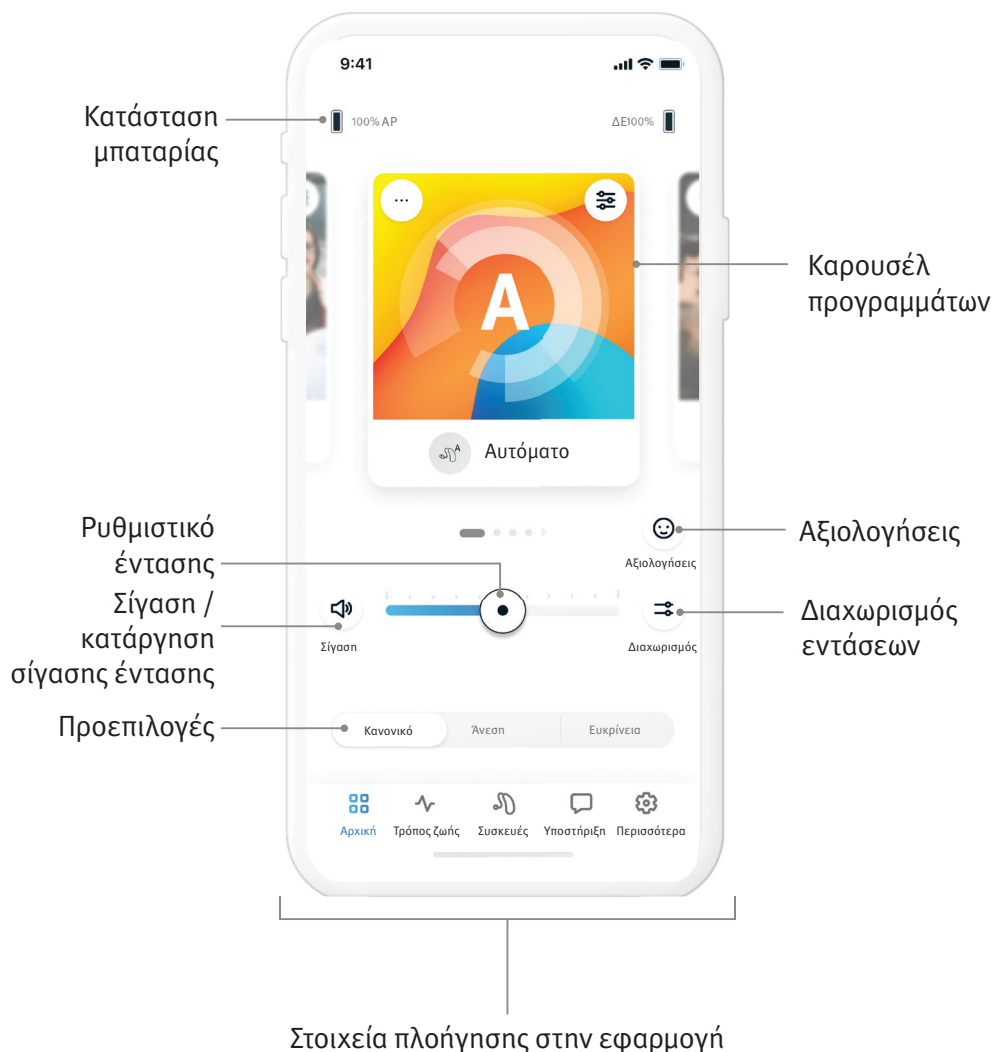 9:41
Κατάσταση
μπαταρίας
100% ΑΡ
ΔΕ100%
A
Καρουσέλ
προγραμμάτων
A
Αυτόματο
Ρυθμιστικό
έντασης
Αξιολογήσεις
Αξιολογήσεις
Σίγαση /
κατάργηση
σίγασης έντασης
Σίγαση
Διαχωρισμός
Διαχωρισμός
εντάσεων
Προεπιλογές
Κανονικό
Άνεση
Ευκρίνεια
Αρχική
Τρόπος ζωής
Συσκευές
Υποστήριξη
Περισσότερα
Στοιχεία πλοήγησης στην εφαρμογή